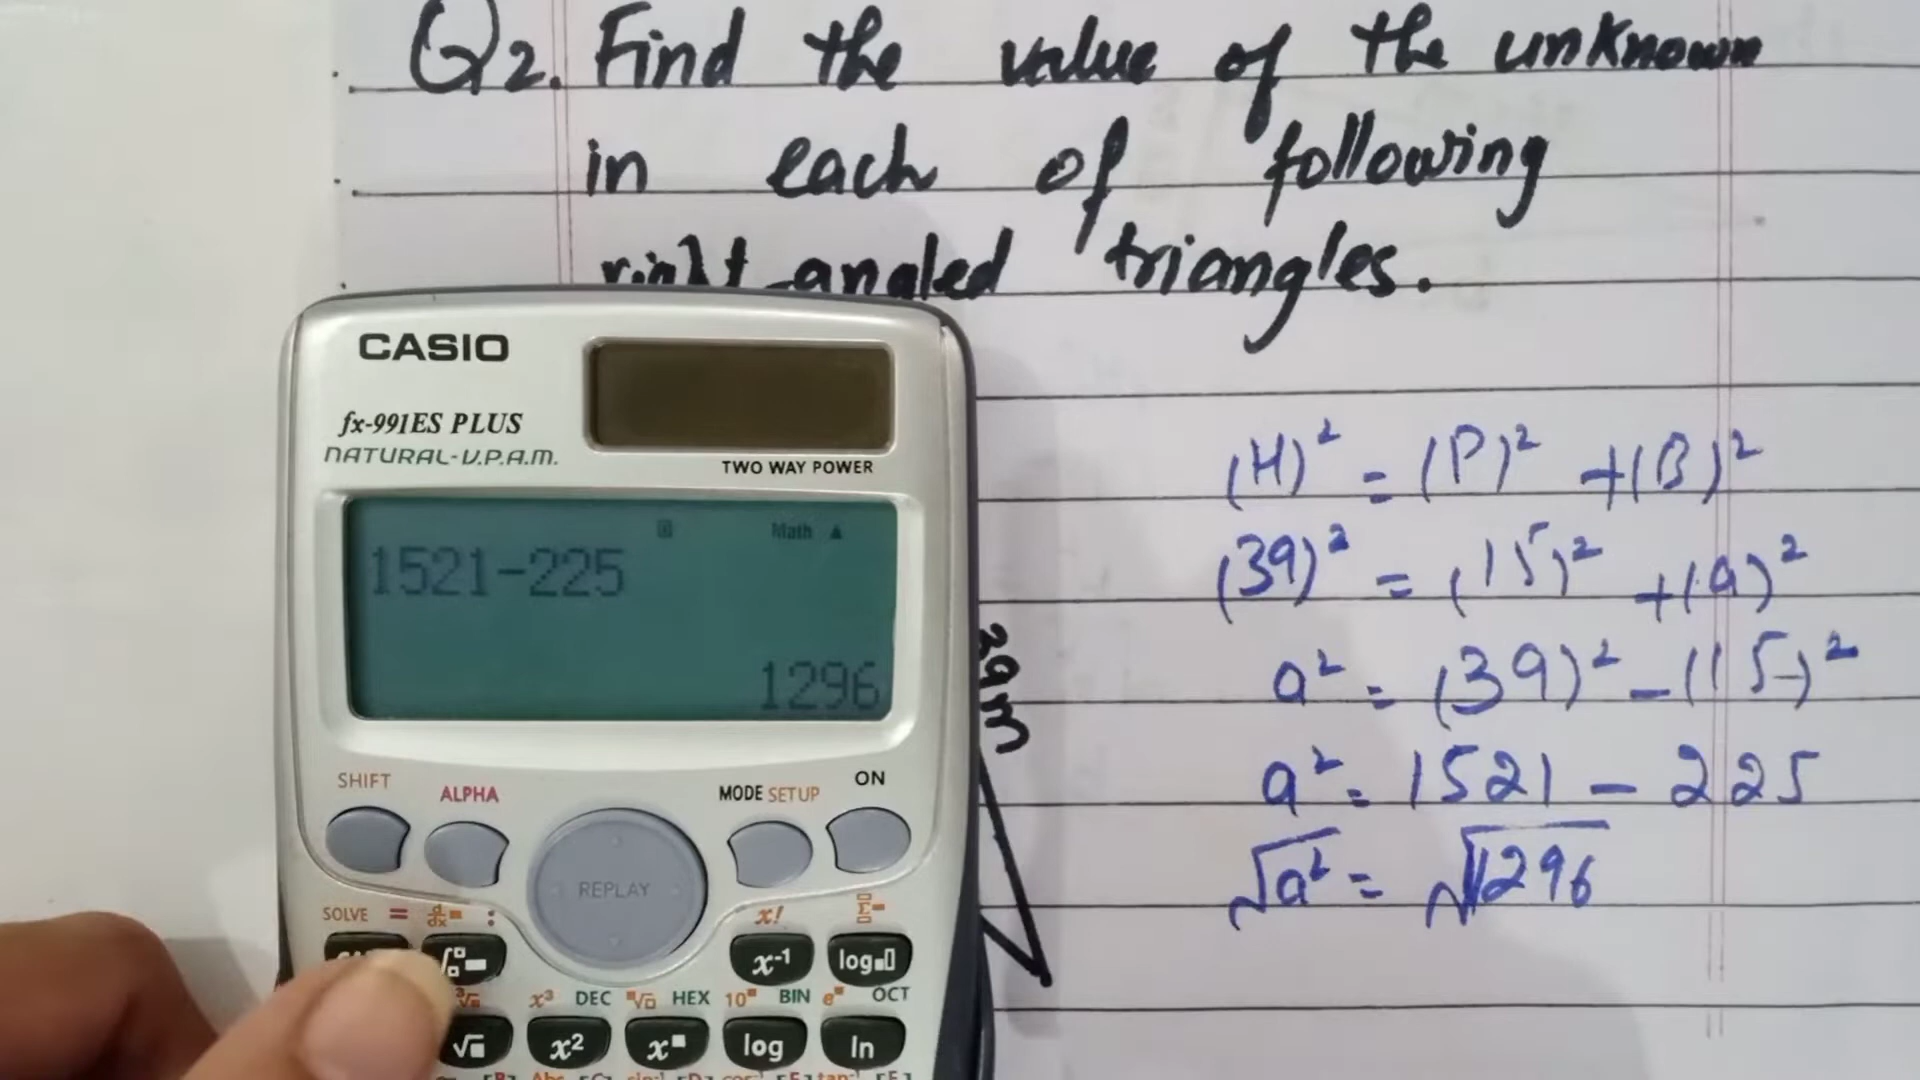 Q2. Find the value of the unknown
in each of following
right-angled triangles.
CASIO
fx-991ES PLUS
NATURAL-V.P.A.M.
TWO WAY POWER
Math ▲
1521-225
1296
SHIFT
ALPHA
MODE SETUP
ON
REPLAY
SOLVE =
d/dx :
x!
x⁻¹
log
x³ DEC HEX 10 BIN e OCT
√ x² x log ln
39m
(H)² = (P)² + (B)²
(39)² = (15)² + (a)²
a² = (39)² - (15)²
a² = 1521 - 225
√a² = √1296